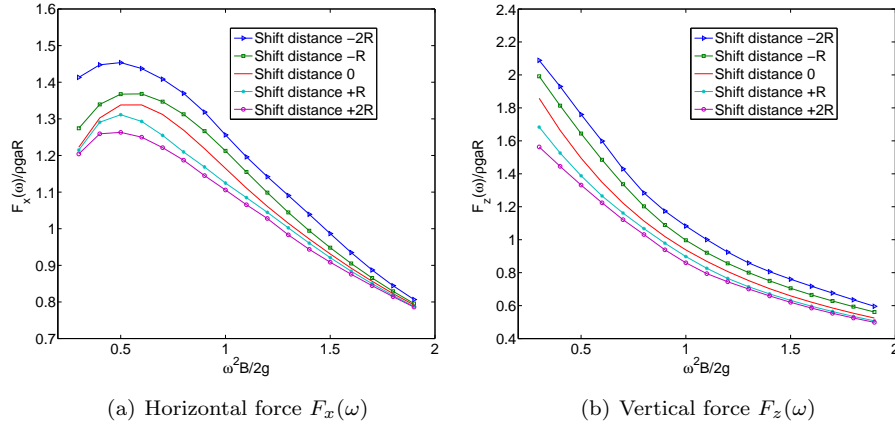 1.6
1.5
1.4
1.3
1.2
1.1
1
0.9
0.8
0.7
F_x(ω)/ρgaR
0.5
1
1.5
2
ω^2B/2g
Shift distance −2R
Shift distance −R
Shift distance 0
Shift distance +R
Shift distance +2R
(a) Horizontal force F_x(ω)
2.4
2.2
2
1.8
1.6
1.4
1.2
1
0.8
0.6
0.4
F_z(ω)/ρgaR
0.5
1
1.5
2
ω^2B/2g
Shift distance −2R
Shift distance −R
Shift distance 0
Shift distance +R
Shift distance +2R
(b) Vertical force F_z(ω)